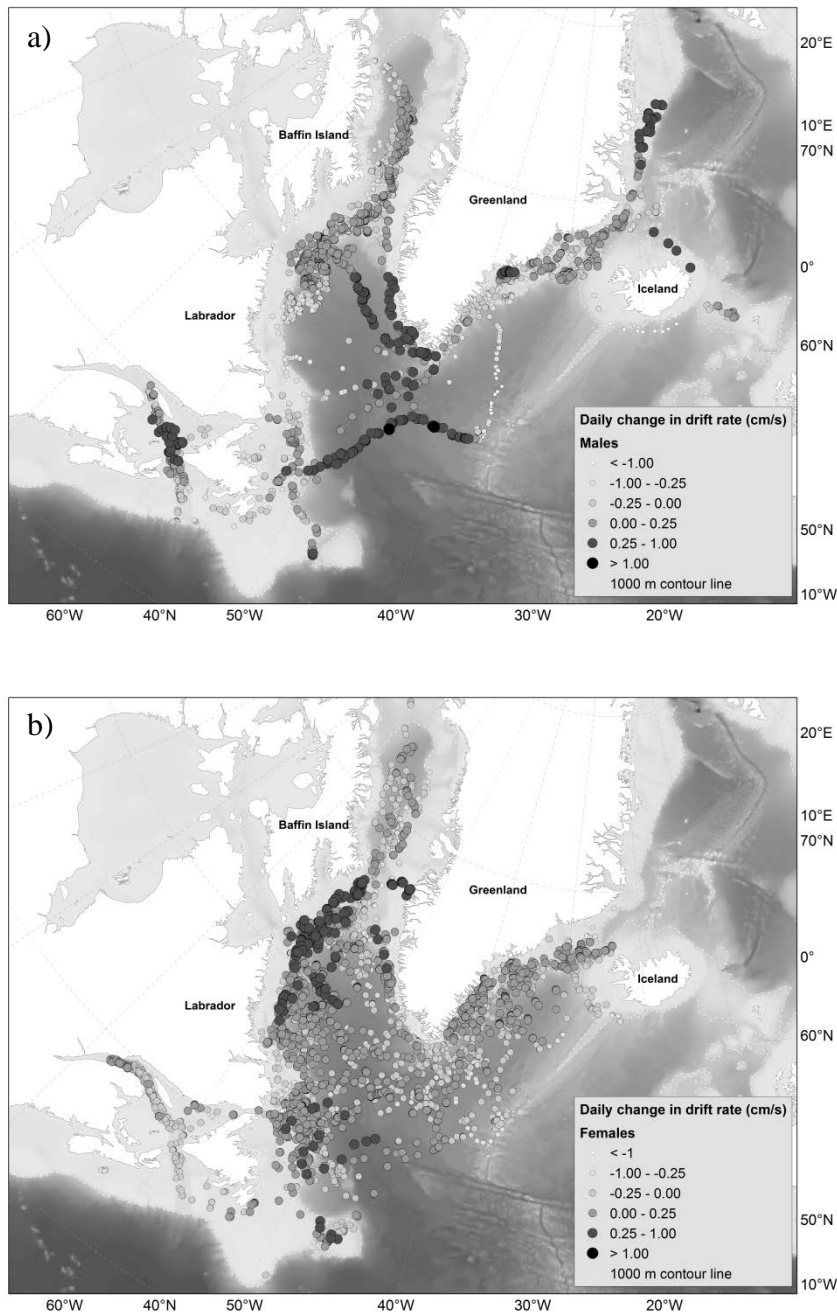 a)
20°E
Baffin Island
10°E
70°N
Greenland
0°
Iceland
Labrador
60°N
Daily change in drift rate (cm/s)
Males
< -1.00
-1.00 - -0.25
-0.25 - 0.00
0.00 - 0.25
0.25 - 1.00
> 1.00
1000 m contour line
50°N
10°W
60°W 40°N 50°W 40°W 30°W 20°W
b)
20°E
Baffin Island
10°E
70°N
Greenland
0°
Iceland
Labrador
60°N
Daily change in drift rate (cm/s)
Females
< -1
-1.00 - -0.25
-0.25 - 0.00
0.00 - 0.25
0.25 - 1.00
> 1.00
1000 m contour line
50°N
10°W
60°W 40°N 50°W 40°W 30°W 20°W